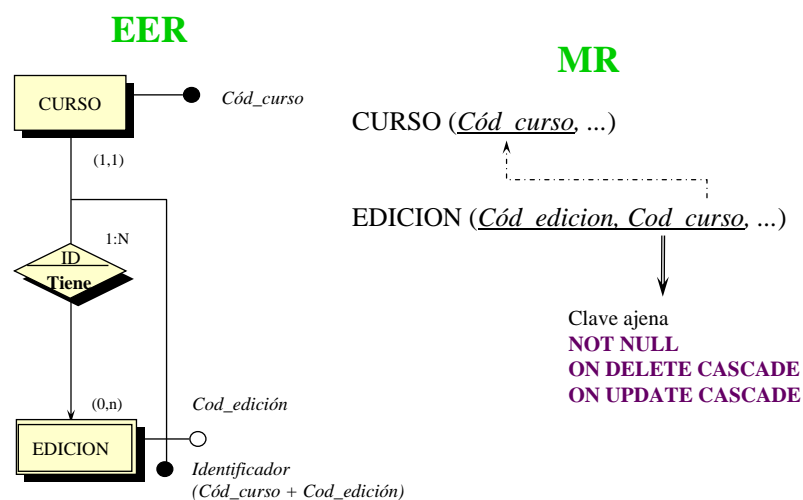 EER
CURSO
Cód_curso
(1,1)
1:N
ID
Tiene
(0,n)
Cod_edición
EDICION
Identificador
(Cód_curso + Cod_edición)
MR
CURSO (Cód_curso, ...)
EDICION (Cód_edicion, Cod_curso, ...)
Clave ajena
NOT NULL
ON DELETE CASCADE
ON UPDATE CASCADE